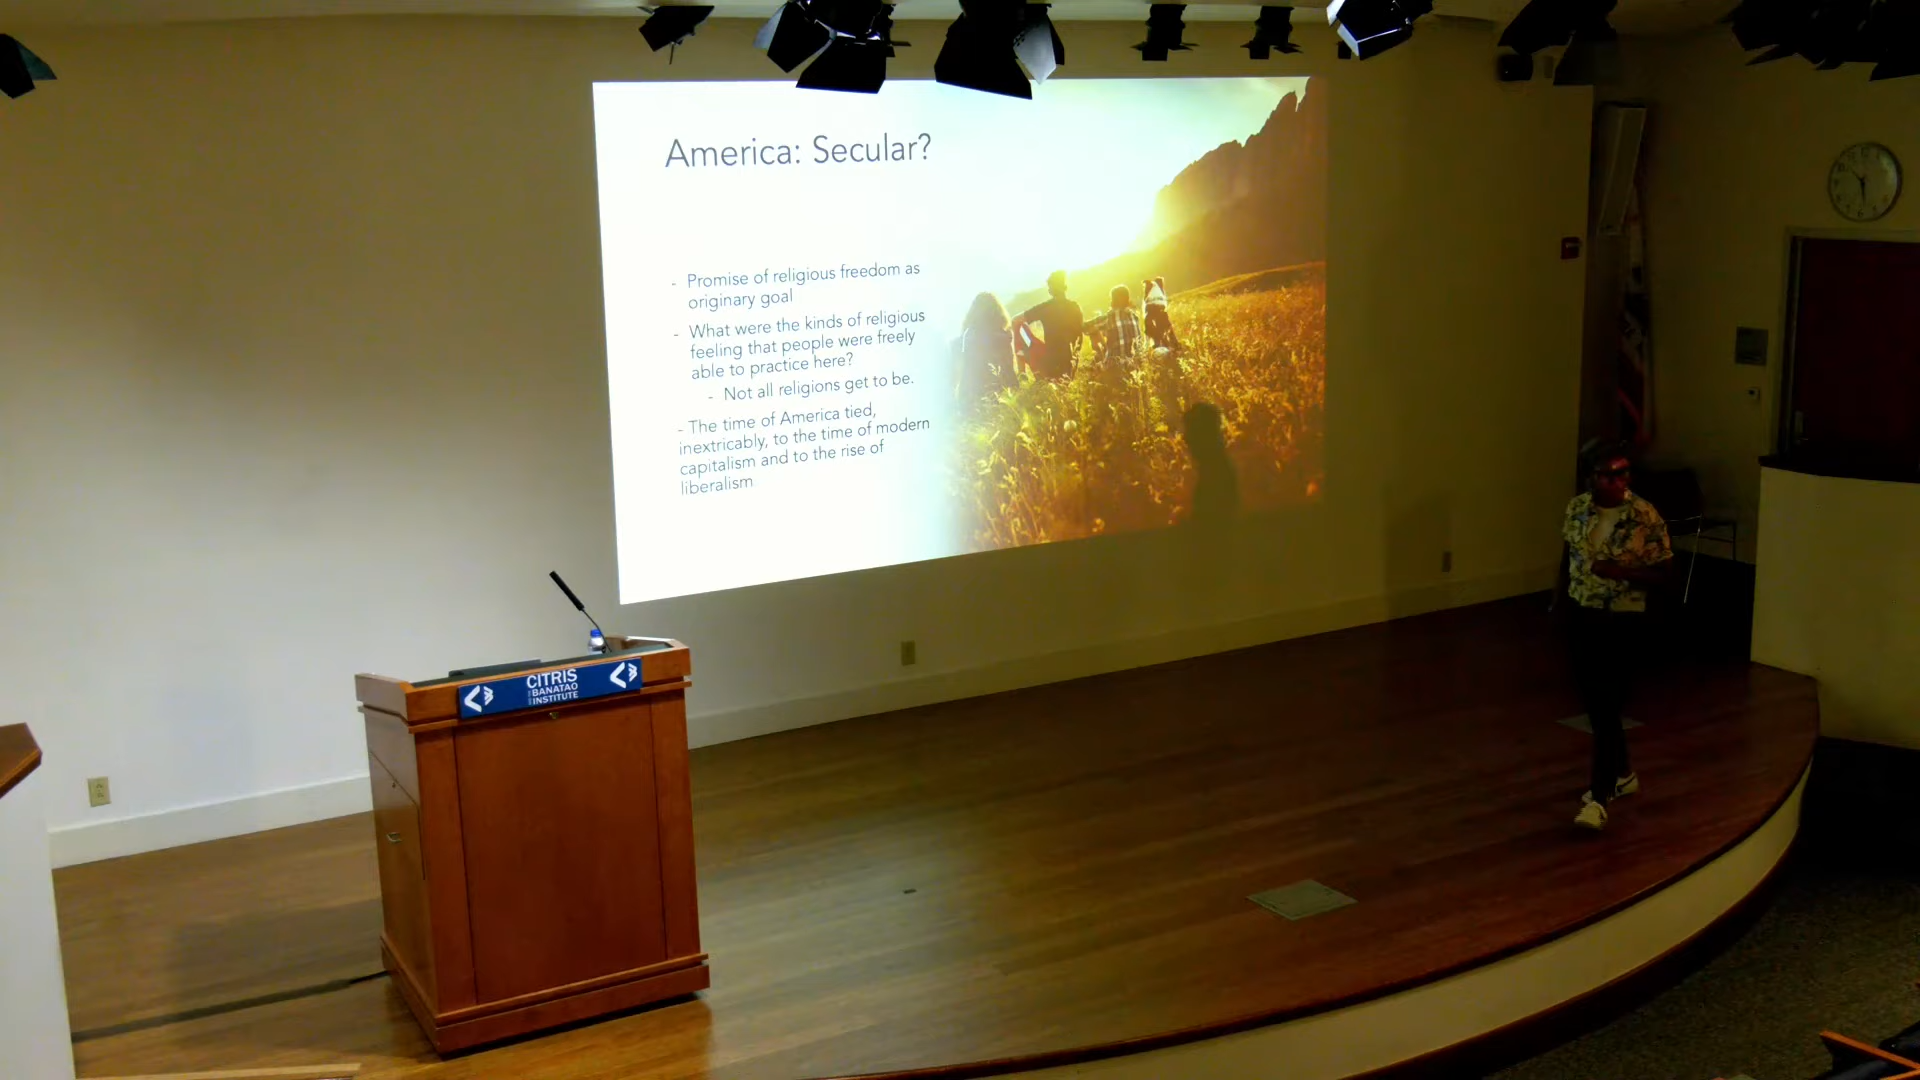 America: Secular?
- Promise of religious freedom as
originary goal
- What were the kinds of religious
feeling that people were freely
able to practice here?
- Not all religions get to be.
- The time of America tied,
inextricably, to the time of modern
capitalism and to the rise of
liberalism
CITRIS
BANATAO
INSTITUTE